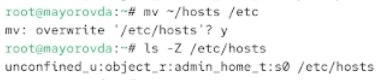 root@mayorovda:~# mv ~/hosts /etc
mv: overwrite '/etc/hosts'? y
root@mayorovda:~# ls -Z /etc/hosts
unconfined_u:object_r:admin_home_t:s0 /etc/hosts